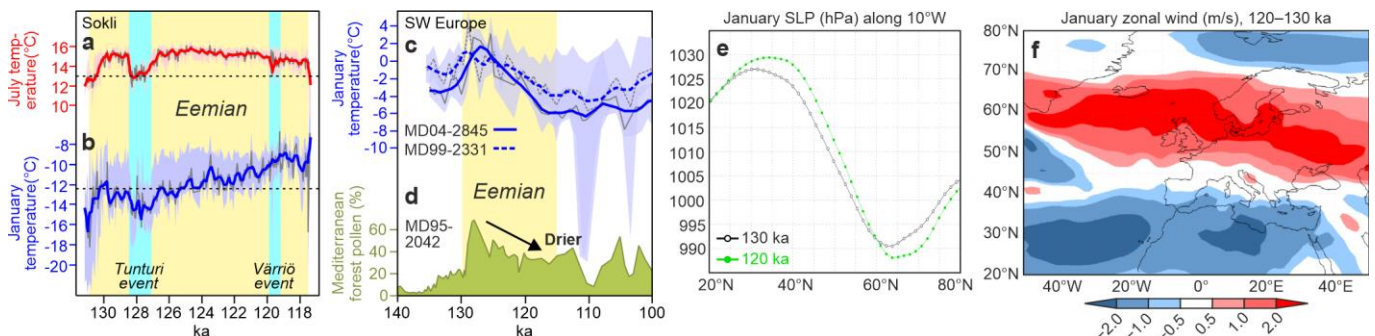 Sokli
a
July temp-
erature(°C)
16
14
12
10
Eemian
b
January
temperature(°C)
-8
-10
-12
-14
-16
-18
-20
Tunturi
event
Värriö
event
131 128 126 124 122 120 118
ka
SW Europe
c
January
temperature(°C)
6
4
2
0
-2
-4
-6
-8
-10
MD04-2845
MD99-2331
Eemian
d
MD95-
2042
Drier
Mediterranean
forest pollen (%)
60
40
20
0
140 130 120 110 100
ka
January SLP (hPa) along 10°W
e
1030
1025
1020
1015
1010
1005
1000
995
990
130 ka
120 ka
20°N 40°N 60°N 80°N
January zonal wind (m/s), 120–130 ka
f
80°N
70°N
60°N
50°N
40°N
30°N
20°N
40°W 20°W 0° 20°E 40°E
-2.0 -1.0 -0.5 0.5 1.0 2.0